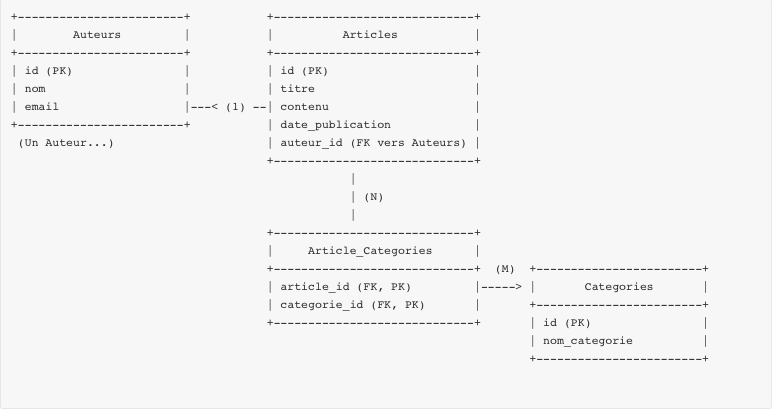 +------------------------+          +-----------------------------+
|        Auteurs         |          |          Articles           |
+------------------------+          +-----------------------------+
| id (PK)                |          | id (PK)                     |
| nom                    |          | titre                       |
| email                  |---< (1) --| contenu                     |
+------------------------+          | date_publication            |
 (Un Auteur...)                     | auteur_id (FK vers Auteurs) |
                                    +-----------------------------+
                                               |
                                               | (N)
                                               |
                                    +-----------------------------+
                                    |     Article_Categories      |
                                    +-----------------------------+  (M)  +------------------------+
                                    | article_id (FK, PK)         |-----> |       Categories       |
                                    | categorie_id (FK, PK)       |       +------------------------+
                                    +-----------------------------+       | id (PK)                |
                                                                          | nom_categorie          |
                                                                          +------------------------+